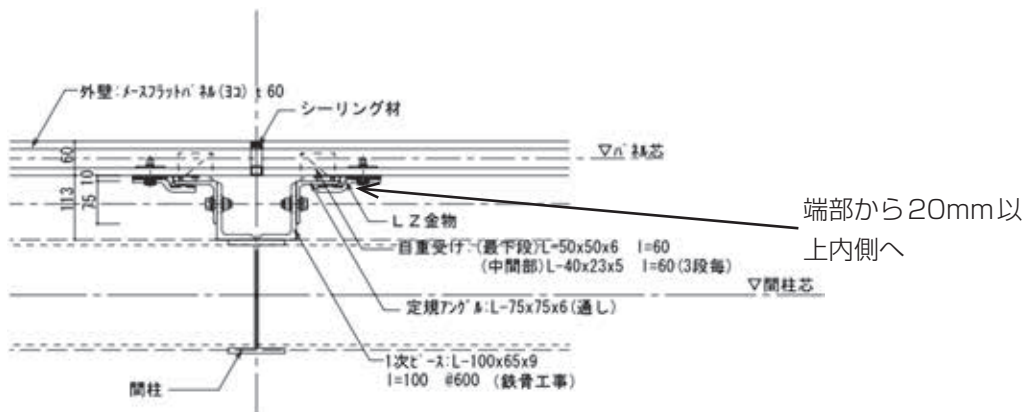 外壁:メースフラットパネル(ヨコ) t 60
シーリング材
▽パネル芯
60
10
113
75
LZ金物
端部から20mm以
上内側へ
自重受け:(最下段)L-50x50x6 l=60
(中間部)L-40x23x5 l=60(3段毎)
▽間柱芯
定規アングル:L-75x75x6(通し)
1次ピース:L-100x65x9
l=100 @600 (鉄骨工事)
間柱